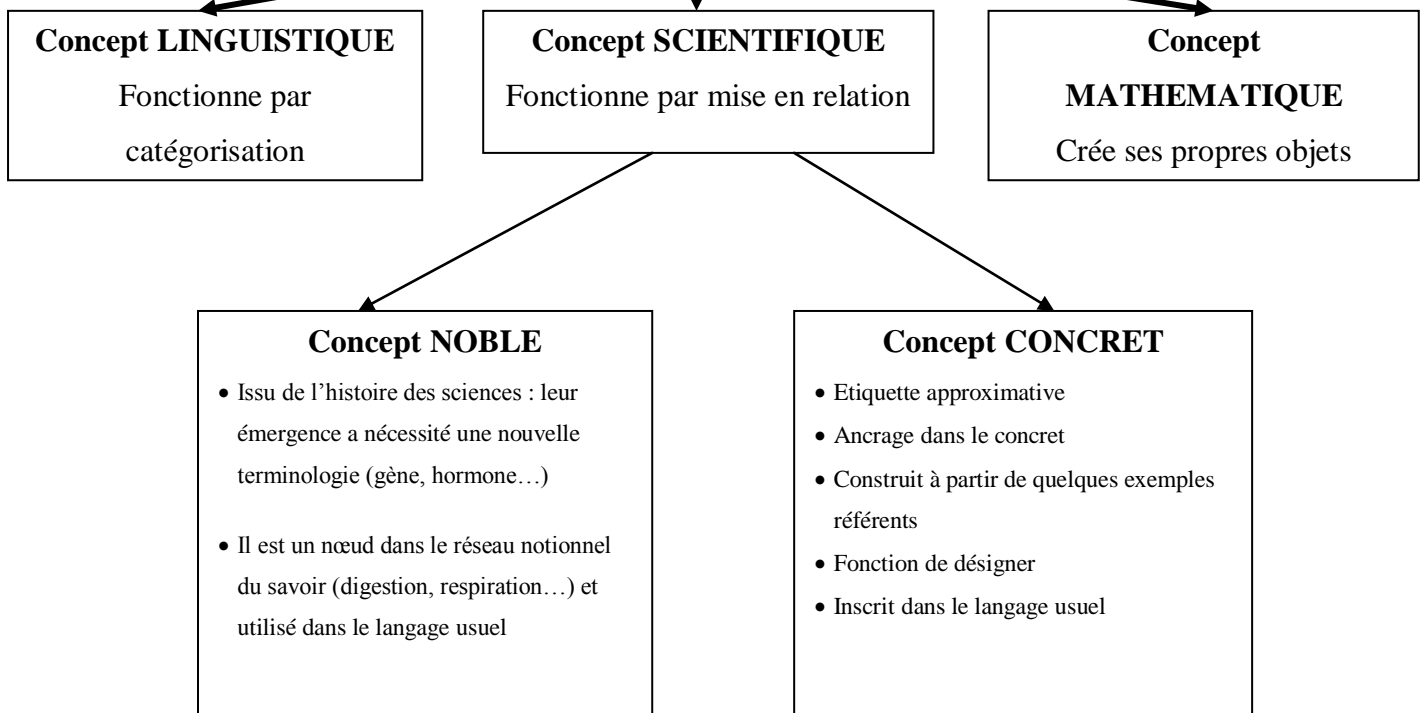 Concept LINGUISTIQUE
Fonctionne par
catégorisation
Concept SCIENTIFIQUE
Fonctionne par mise en relation
Concept
MATHEMATIQUE
Crée ses propres objets
Concept NOBLE
• Issu de l’histoire des sciences : leur
émergence a nécessité une nouvelle
terminologie (gène, hormone…)
• Il est un nœud dans le réseau notionnel
du savoir (digestion, respiration…) et
utilisé dans le langage usuel
Concept CONCRET
• Etiquette approximative
• Ancrage dans le concret
• Construit à partir de quelques exemples
référents
• Fonction de désigner
• Inscrit dans le langage usuel